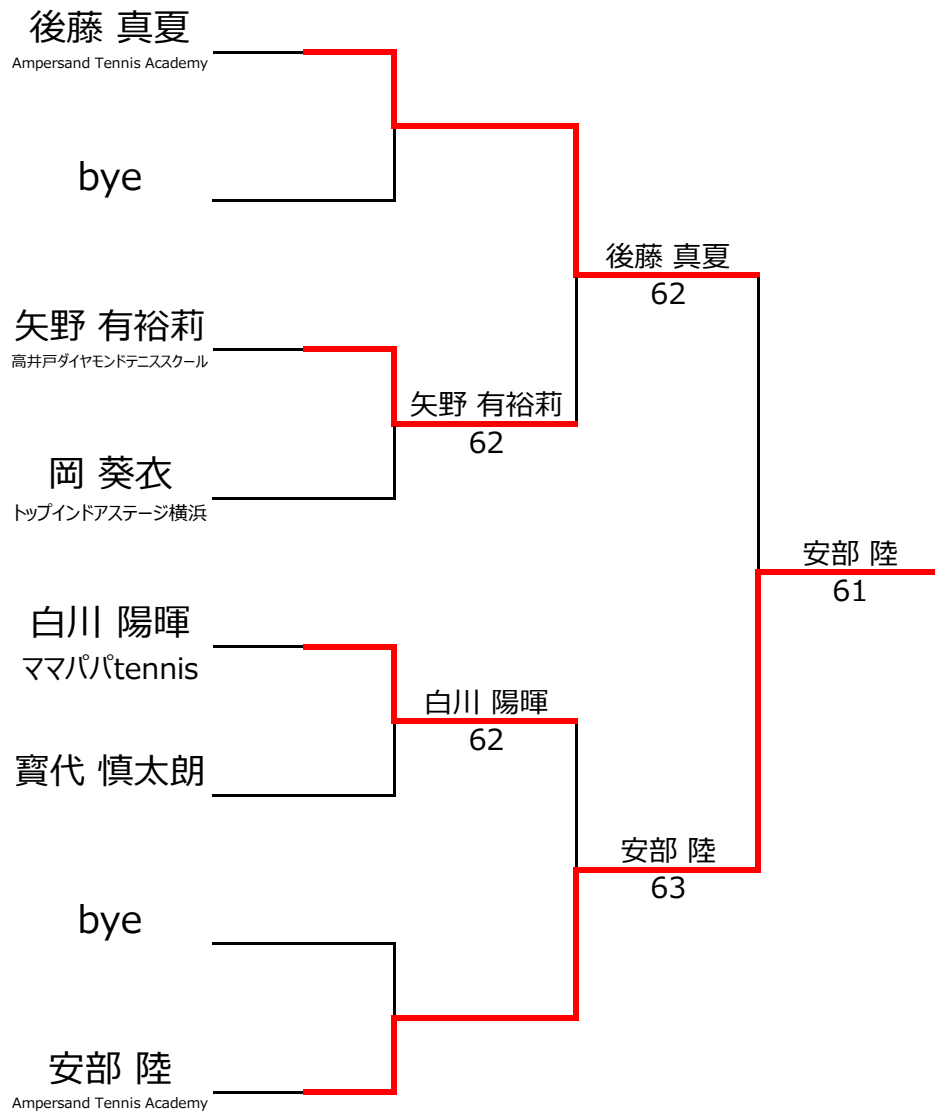 後藤 真夏
Ampersand Tennis Academy
bye
後藤 真夏
62
矢野 有裕莉
高井戸ダイヤモンドテニススクール
矢野 有裕莉
62
岡 葵衣
トップインドアステージ横浜
安部 陸
61
白川 陽暉
ママパパtennis
白川 陽暉
62
寳代 慎太朗
安部 陸
63
bye
安部 陸
Ampersand Tennis Academy